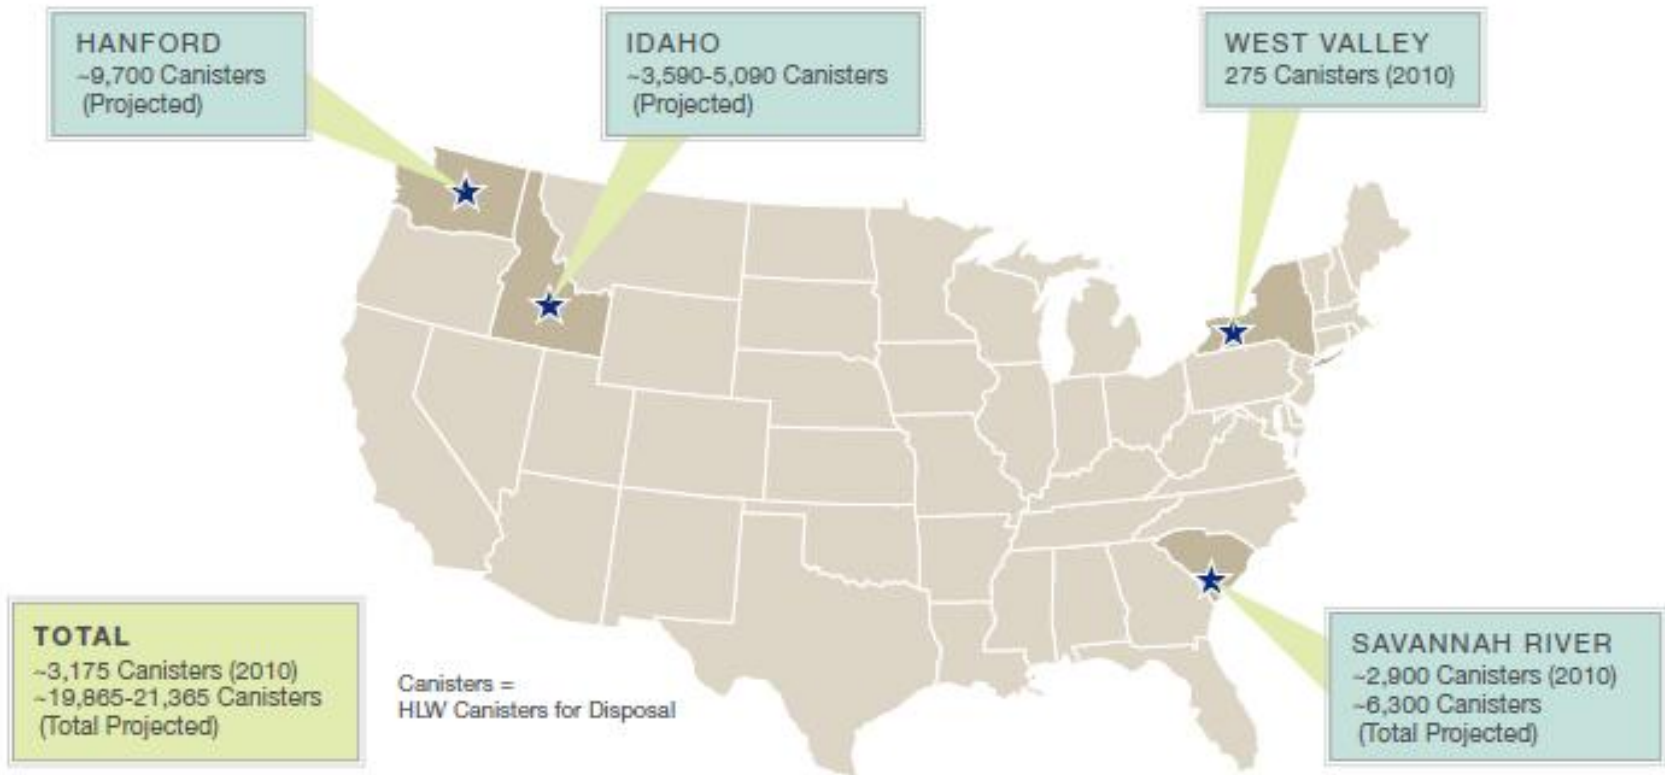 HANFORD
~9,700 Canisters
(Projected)
IDAHO
~3,590-5,090 Canisters
(Projected)
WEST VALLEY
275 Canisters (2010)
TOTAL
~3,175 Canisters (2010)
~19,865-21,365 Canisters
(Total Projected)
Canisters =
HLW Canisters for Disposal
SAVANNAH RIVER
~2,900 Canisters (2010)
~6,300 Canisters
(Total Projected)